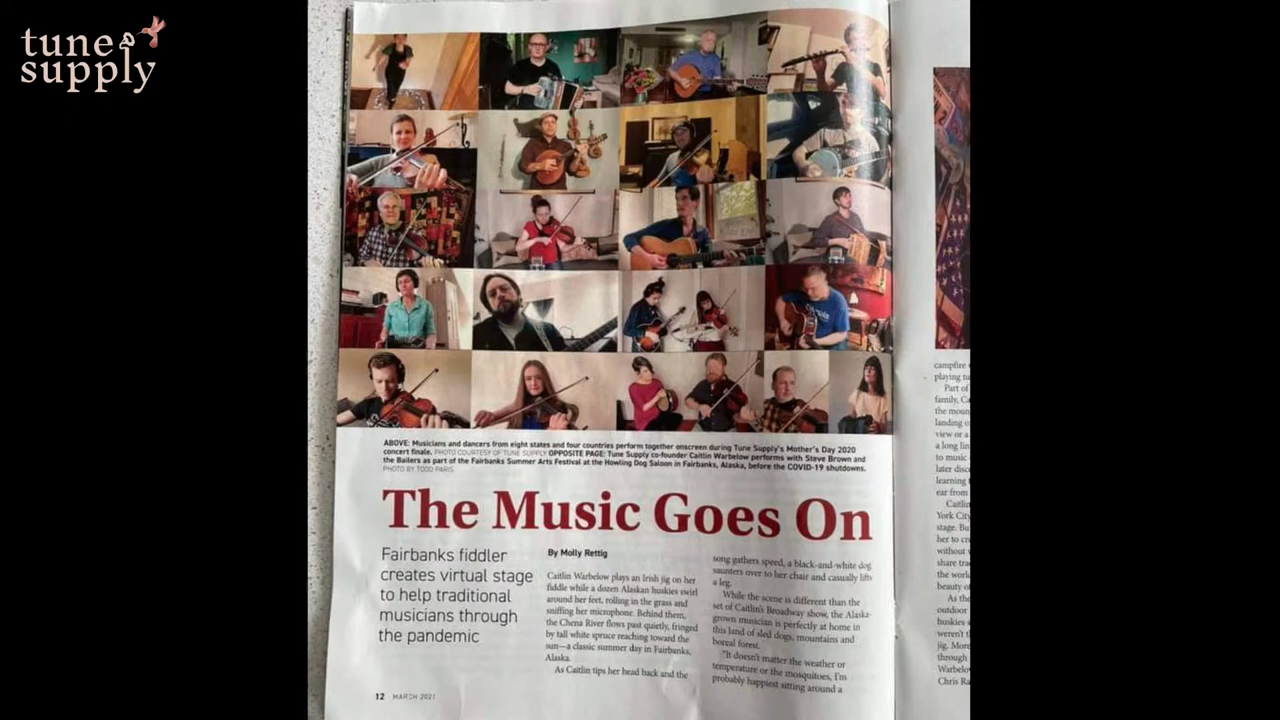 tune
supply
ABOVE: Musicians and dancers from eight states and four countries perform together onscreen during Tune Supply's Mother's Day 2020
concert finale. PHOTO COURTESY OF TUNE SUPPLY OPPOSITE PAGE: Tune Supply co-founder Caitlin Warbelow performs with Steve Brown and
the Bailers as part of the Fairbanks Summer Arts Festival at the Howling Dog Saloon in Fairbanks, Alaska, before the COVID-19 shutdowns.
PHOTO BY TODD PARIS
The Music Goes On
Fairbanks fiddler
creates virtual stage
to help traditional
musicians through
the pandemic
By Molly Rettig
Caitlin Warbelow plays an Irish jig on her
fiddle while a dozen Alaskan huskies swirl
around her feet, rolling in the grass and
sniffing her microphone. Behind them,
the Chena River flows past quietly, fringed
by tall white spruce reaching toward the
sun—a classic summer day in Fairbanks,
Alaska.
As Caitlin tips her head back and the
song gathers speed, a black-and-white dog
saunters over to her chair and casually lifts
a leg.
While the scene is different than the
set of Caitlin's Broadway show, the Alaska-
grown musician is perfectly at home in
this land of sled dogs, mountains and
boreal forest.
"It doesn't matter the weather or
temperature or the mosquitoes, I'm
probably happiest sitting around a
12 MARCH 2021
campfire
playing tu
Part of
family, Ca
the moun
landing o
view or a
a long lin
to music
later disc
learning
ear from
Caitlin
York City
stage. Bu
her to cr
without
share tra
the world
beauty o
As the
outdoor
huskies
weren't t
jig. More
through
Warbelo
Chris Ra